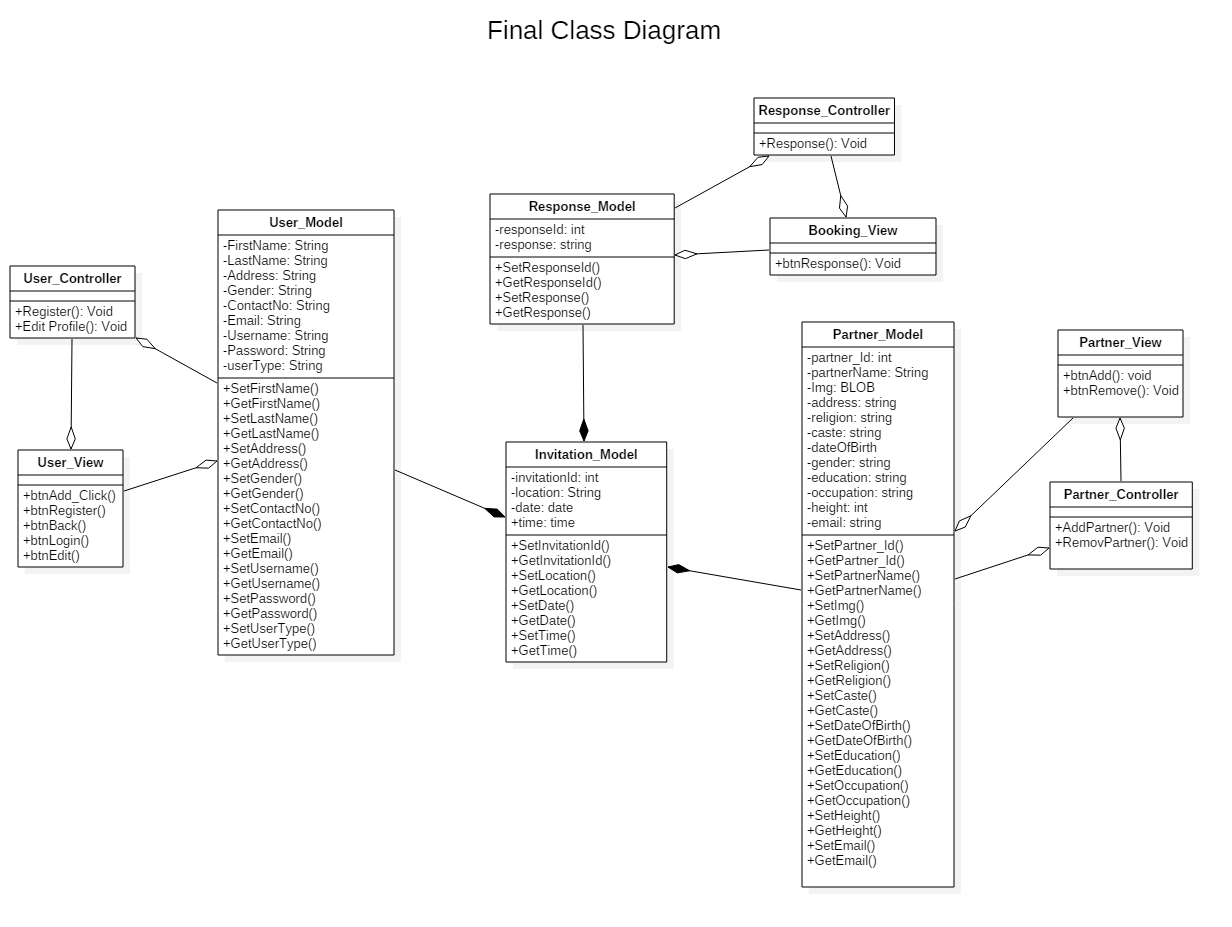 Final Class Diagram
Response_Controller
+Response(): Void
Response_Model
-responseId: int
-response: string
+SetResponseId()
+GetResponseId()
+SetResponse()
+GetResponse()
Booking_View
+btnResponse(): Void
User_Model
-FirstName: String
-LastName: String
-Address: String
-Gender: String
-ContactNo: String
-Email: String
-Username: String
-Password: String
-userType: String
+SetFirstName()
+GetFirstName()
+SetLastName()
+GetLastName()
+SetAddress()
+GetAddress()
+SetGender()
+GetGender()
+SetContactNo()
+GetContactNo()
+SetEmail()
+GetEmail()
+SetUsername()
+GetUsername()
+SetPassword()
+GetPassword()
+SetUserType()
+GetUserType()
User_Controller
+Register(): Void
+Edit Profile(): Void
User_View
+btnAdd_Click()
+btnRegister()
+btnBack()
+btnLogin()
+btnEdit()
Invitation_Model
-invitationId: int
-location: String
-date: date
+time: time
+SetInvitationId()
+GetInvitationId()
+SetLocation()
+GetLocation()
+SetDate()
+GetDate()
+SetTime()
+GetTime()
Partner_Model
-partner_Id: int
-partnerName: String
-Img: BLOB
-address: string
-religion: string
-caste: string
-dateOfBirth
-gender: string
-education: string
-occupation: string
-height: int
-email: string
+SetPartner_Id()
+GetPartner_Id()
+SetPartnerName()
+GetPartnerName()
+SetImg()
+GetImg()
+SetAddress()
+GetAddress()
+SetReligion()
+GetReligion()
+SetCaste()
+GetCaste()
+SetDateOfBirth()
+GetDateOfBirth()
+SetEducation()
+GetEducation()
+SetOccupation()
+GetOccupation()
+SetHeight()
+GetHeight()
+SetEmail()
+GetEmail()
Partner_View
+btnAdd(): void
+btnRemove(): Void
Partner_Controller
+AddPartner(): Void
+RemovPartner(): Void